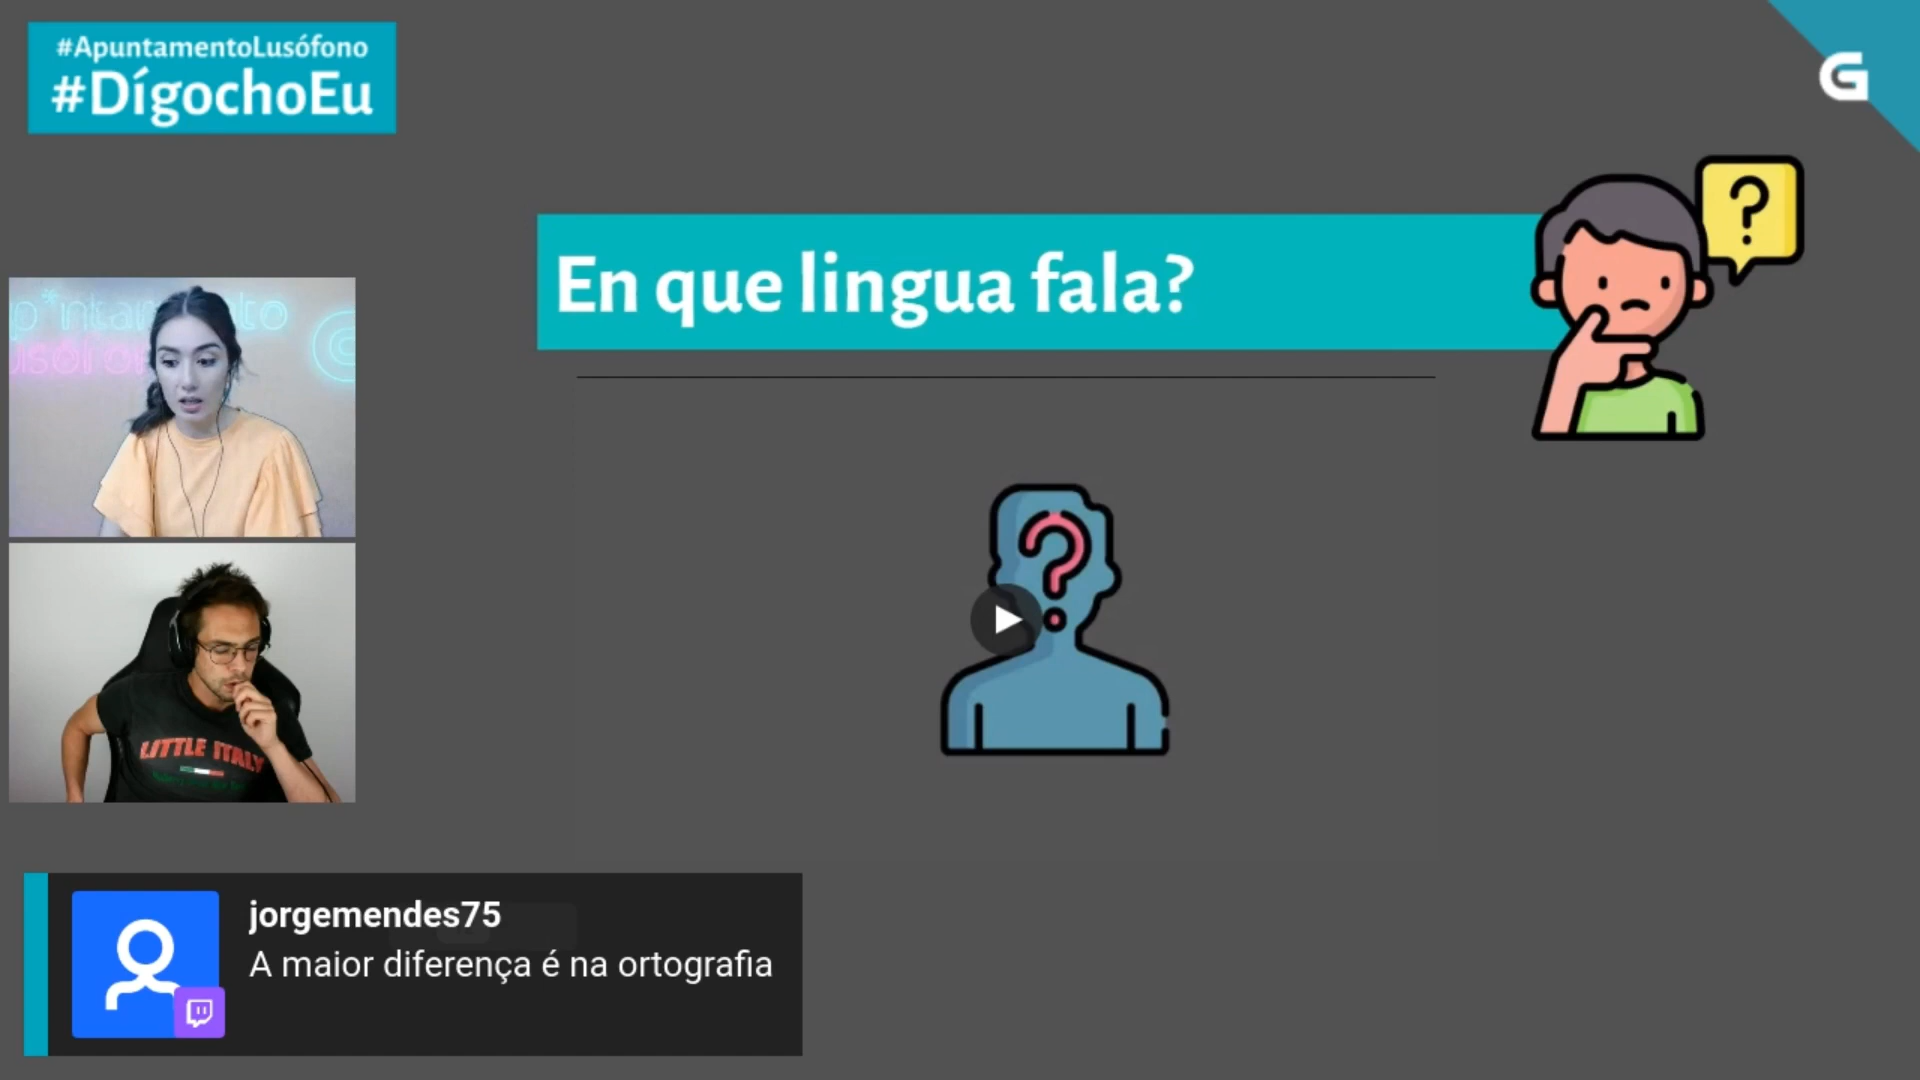 #ApuntamentoLusófono
#DígochoEu
En que lingua fala?
LITTLE ITALY
jorgemendes75
A maior diferença é na ortografia